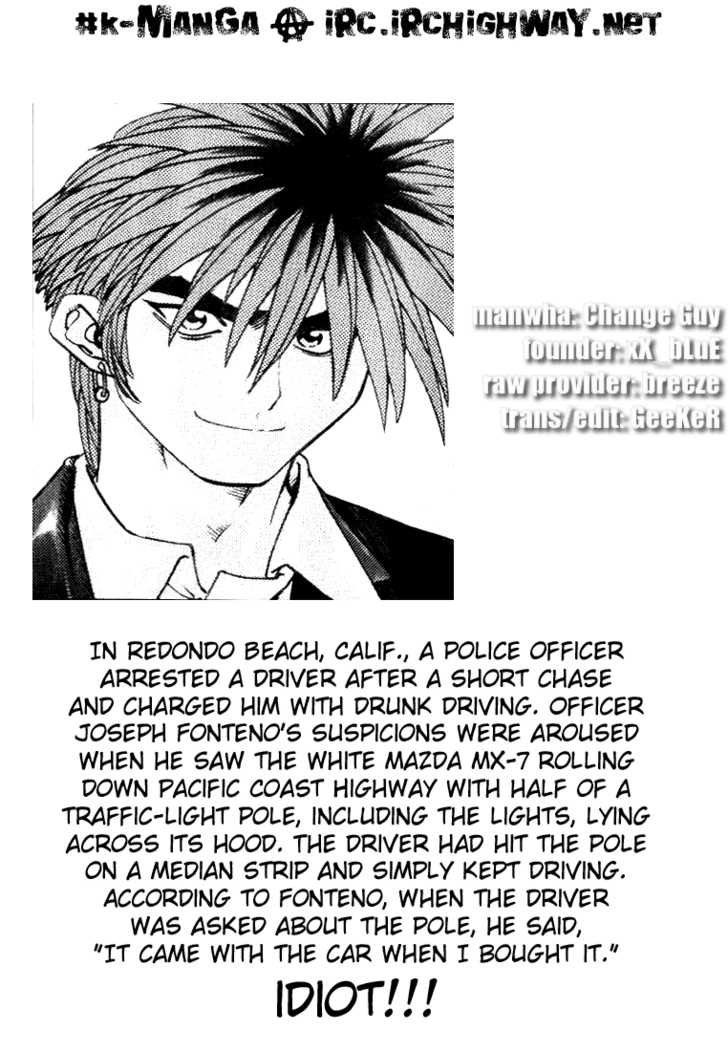 #k-MANGA @ iRC.iRCHiGHWAY.NeT
manwha: Change Guy
founder: xX_bLuE
raw provider: breeze
trans/edit: GeeKeR
IN REDONDO BEACH, CALIF., A POLICE OFFICER
ARRESTED A DRIVER AFTER A SHORT CHASE
AND CHARGED HIM WITH DRUNK DRIVING. OFFICER
JOSEPH FONTENO'S SUSPICIONS WERE AROUSED
WHEN HE SAW THE WHITE MAZDA MX-7 ROLLING
DOWN PACIFIC COAST HIGHWAY WITH HALF OF A
TRAFFIC-LIGHT POLE, INCLUDING THE LIGHTS, LYING
ACROSS ITS HOOD. THE DRIVER HAD HIT THE POLE
ON A MEDIAN STRIP AND SIMPLY KEPT DRIVING.
ACCORDING TO FONTENO, WHEN THE DRIVER
WAS ASKED ABOUT THE POLE, HE SAID,
"IT CAME WITH THE CAR WHEN I BOUGHT IT."
IDIOT!!!